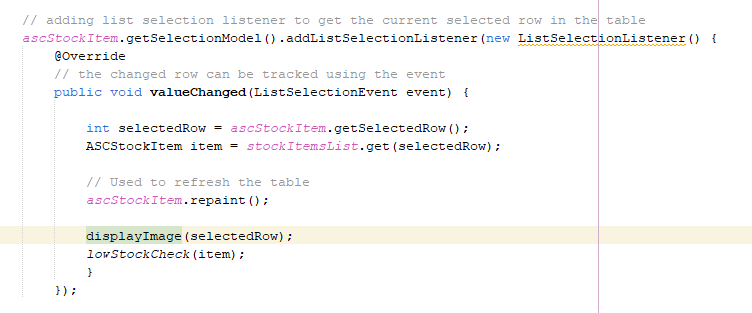 // adding list selection listener to get the current selected row in the table
ascStockItem.getSelectionModel().addListSelectionListener(new ListSelectionListener() {
@Override
// the changed row can be tracked using the event
public void valueChanged(ListSelectionEvent event) {
int selectedRow = ascStockItem.getSelectedRow();
ASCStockItem item = stockItemsList.get(selectedRow);
// Used to refresh the table
ascStockItem.repaint();
displayImage(selectedRow);
lowStockCheck(item);
}
});